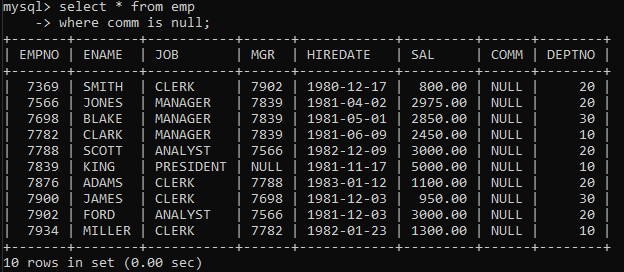 mysql> select * from emp
    -> where comm is null;
+-------+--------+-----------+------+------------+---------+------+--------+
| EMPNO | ENAME  | JOB       | MGR  | HIREDATE   | SAL     | COMM | DEPTNO |
+-------+--------+-----------+------+------------+---------+------+--------+
|  7369 | SMITH  | CLERK     | 7902 | 1980-12-17 |  800.00 | NULL |     20 |
|  7566 | JONES  | MANAGER   | 7839 | 1981-04-02 | 2975.00 | NULL |     20 |
|  7698 | BLAKE  | MANAGER   | 7839 | 1981-05-01 | 2850.00 | NULL |     30 |
|  7782 | CLARK  | MANAGER   | 7839 | 1981-06-09 | 2450.00 | NULL |     10 |
|  7788 | SCOTT  | ANALYST   | 7566 | 1982-12-09 | 3000.00 | NULL |     20 |
|  7839 | KING   | PRESIDENT | NULL | 1981-11-17 | 5000.00 | NULL |     10 |
|  7876 | ADAMS  | CLERK     | 7788 | 1983-01-12 | 1100.00 | NULL |     20 |
|  7900 | JAMES  | CLERK     | 7698 | 1981-12-03 |  950.00 | NULL |     30 |
|  7902 | FORD   | ANALYST   | 7566 | 1981-12-03 | 3000.00 | NULL |     20 |
|  7934 | MILLER | CLERK     | 7782 | 1982-01-23 | 1300.00 | NULL |     10 |
+-------+--------+-----------+------+------------+---------+------+--------+
10 rows in set (0.00 sec)